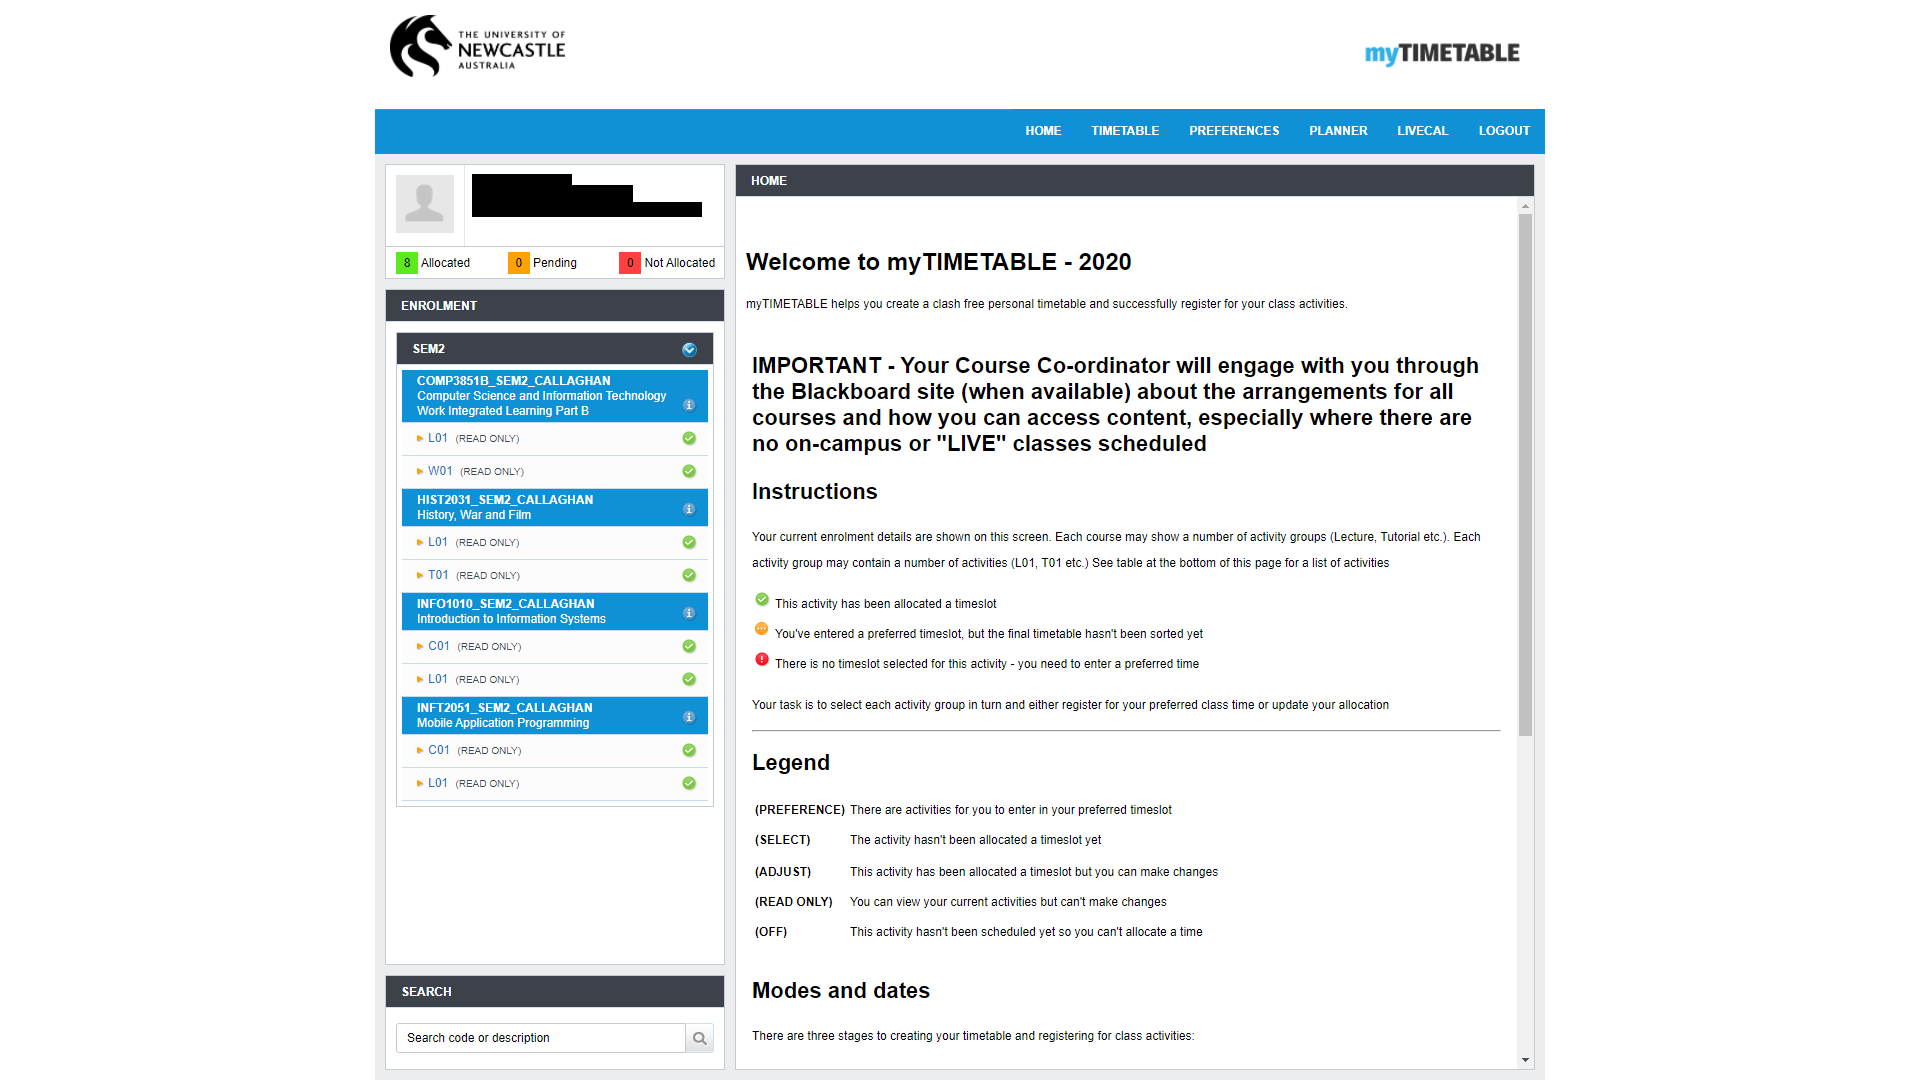 THE UNIVERSITY OF
NEWCASTLE
AUSTRALIA
myTIMETABLE
HOME TIMETABLE PREFERENCES PLANNER LIVECAL LOGOUT
8 Allocated 0 Pending 0 Not Allocated
ENROLMENT
SEM2
COMP3851B_SEM2_CALLAGHAN
Computer Science and Information Technology
Work Integrated Learning Part B
L01 (READ ONLY)
W01 (READ ONLY)
HIST2031_SEM2_CALLAGHAN
History, War and Film
L01 (READ ONLY)
T01 (READ ONLY)
INFO1010_SEM2_CALLAGHAN
Introduction to Information Systems
C01 (READ ONLY)
L01 (READ ONLY)
INFT2051_SEM2_CALLAGHAN
Mobile Application Programming
C01 (READ ONLY)
L01 (READ ONLY)
SEARCH
Search code or description
HOME
Welcome to myTIMETABLE - 2020
myTIMETABLE helps you create a clash free personal timetable and successfully register for your class activities.
IMPORTANT - Your Course Co-ordinator will engage with you through
the Blackboard site (when available) about the arrangements for all
courses and how you can access content, especially where there are
no on-campus or "LIVE" classes scheduled
Instructions
Your current enrolment details are shown on this screen. Each course may show a number of activity groups (Lecture, Tutorial etc.). Each
activity group may contain a number of activities (L01, T01 etc.) See table at the bottom of this page for a list of activities
This activity has been allocated a timeslot
You've entered a preferred timeslot, but the final timetable hasn't been sorted yet
There is no timeslot selected for this activity - you need to enter a preferred time
Your task is to select each activity group in turn and either register for your preferred class time or update your allocation
Legend
(PREFERENCE) There are activities for you to enter in your preferred timeslot
(SELECT) The activity hasn't been allocated a timeslot yet
(ADJUST) This activity has been allocated a timeslot but you can make changes
(READ ONLY) You can view your current activities but can't make changes
(OFF) This activity hasn't been scheduled yet so you can't allocate a time
Modes and dates
There are three stages to creating your timetable and registering for class activities: